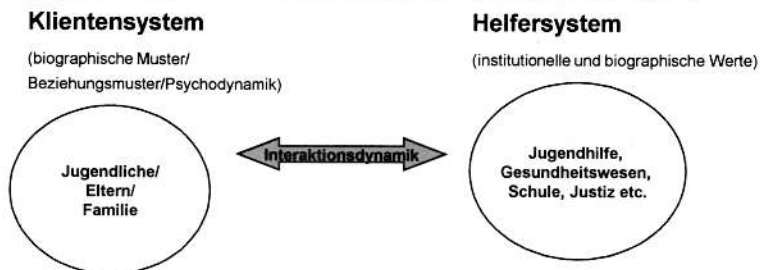 Klientensystem
(biographische Muster/
Beziehungsmuster/Psychodynamik)
Jugendliche/
Eltern/
Familie
Interaktionsdynamik
Helfersystem
(institutionelle und biographische Werte)
Jugendhilfe,
Gesundheitswesen,
Schule, Justiz etc.